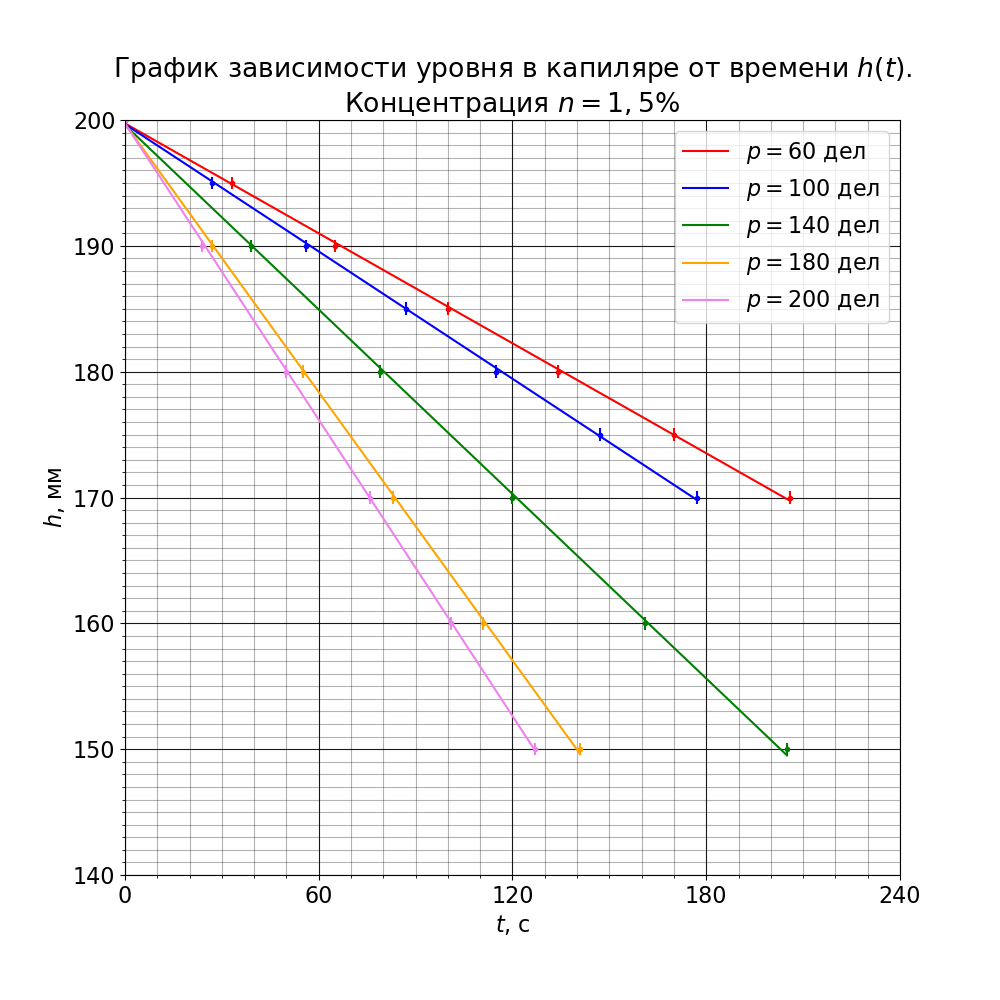 График зависимости уровня в капиляре от времени h(t).
Концентрация n = 1, 5%
200
190
180
170
160
150
140
h, мм
0
60
120
180
240
t, с
p = 60 дел
p = 100 дел
p = 140 дел
p = 180 дел
p = 200 дел